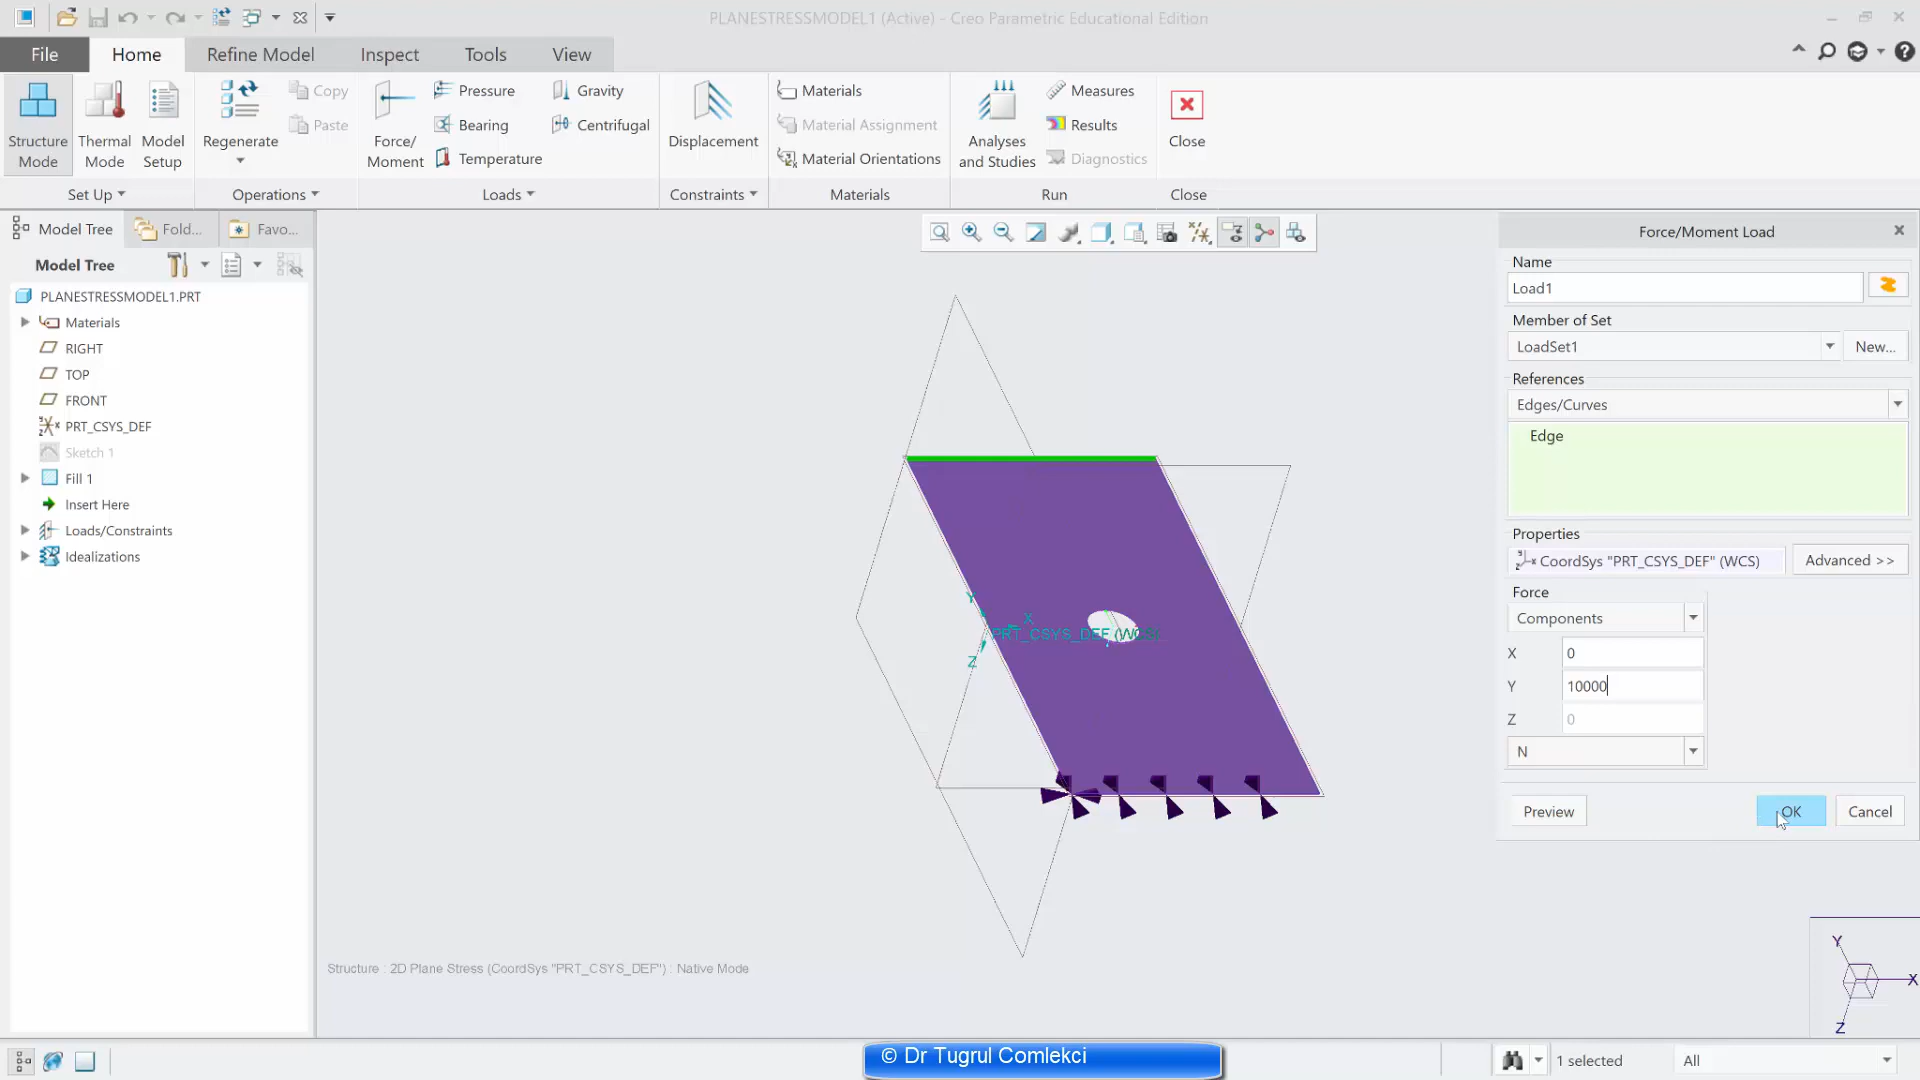 PLANESTRESSMODEL1 (Active) - Creo Parametric Educational Edition
File
Home
Refine Model
Inspect
Tools
View
Structure Mode
Thermal Mode
Model Setup
Regenerate
Copy
Paste
Force/ Moment
Pressure
Bearing
Temperature
Gravity
Centrifugal
Displacement
Materials
Material Assignment
Material Orientations
Analyses and Studies
Measures
Results
Diagnostics
Close
Set Up
Operations
Loads
Constraints
Materials
Run
Close
Model Tree
Fold...
Favo...
Model Tree
PLANESTRESSMODEL1.PRT
Materials
RIGHT
TOP
FRONT
PRT_CSYS_DEF
Sketch 1
Fill 1
Insert Here
Loads/Constraints
Idealizations
Y
X
PRT_CSYS_DEF (WCS)
Z
Structure : 2D Plane Stress (CoordSys "PRT_CSYS_DEF") : Native Mode
Force/Moment Load
Name
Load1
Member of Set
LoadSet1
New...
References
Edges/Curves
Edge
Properties
CoordSys "PRT_CSYS_DEF" (WCS)
Advanced >>
Force
Components
X 0
Y 10000
Z 0
N
Preview
OK
Cancel
Y
X
Z
© Dr Tugrul Comlekci
1 selected
All